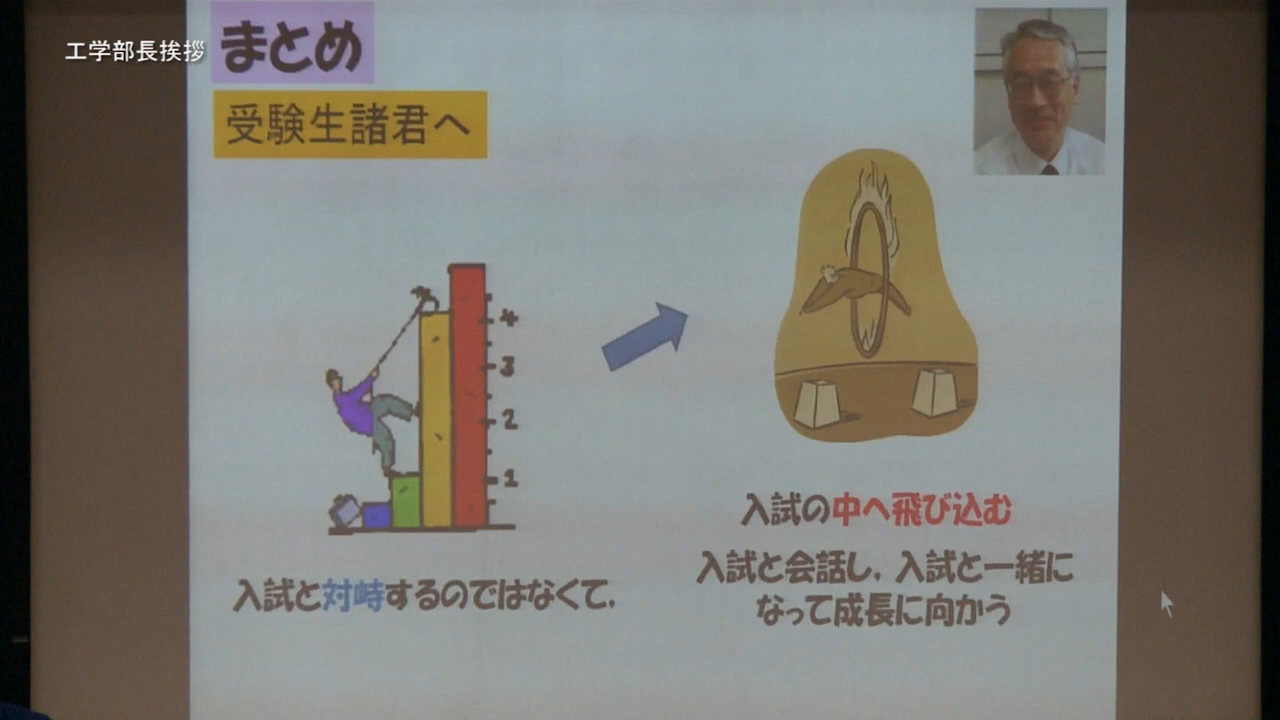 工学部長挨拶
まとめ
受験生諸君へ
4
3
2
1
入試と対峙するのではなくて,
入試の中へ飛び込む
入試と会話し, 入試と一緒に
なって成長に向かう